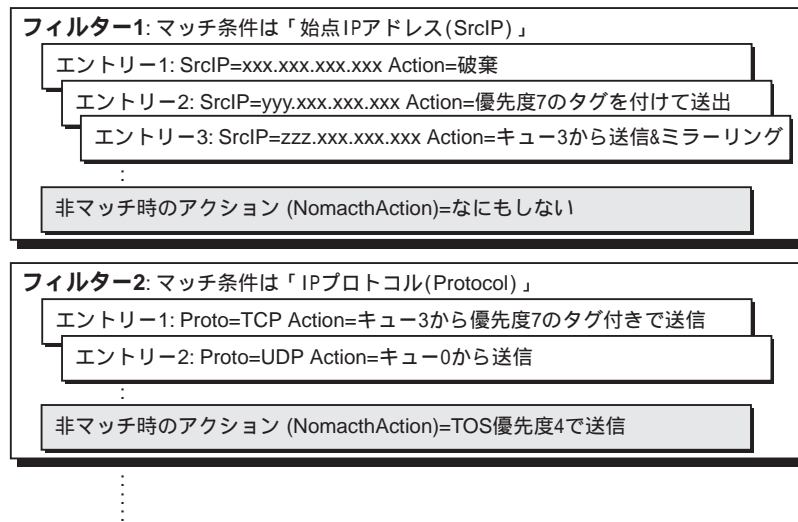 フィルター1: マッチ条件は「始点IPアドレス(SrcIP)」
エントリー1: SrcIP=xxx.xxx.xxx.xxx Action=破棄
エントリー2: SrcIP=yyy.xxx.xxx.xxx Action=優先度7のタグを付けて送出
エントリー3: SrcIP=zzz.xxx.xxx.xxx Action=キュー3から送信&ミラーリング
:
非マッチ時のアクション (NomacthAction)=なにもしない
フィルター2: マッチ条件は「IPプロトコル(Protocol)」
エントリー1: Proto=TCP Action=キュー3から優先度7のタグ付きで送信
エントリー2: Proto=UDP Action=キュー0から送信
:
非マッチ時のアクション (NomacthAction)=TOS優先度4で送信